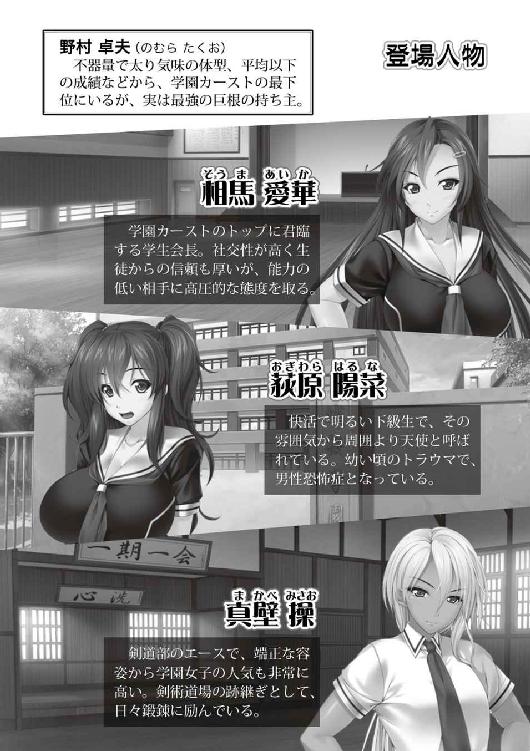 登場人物
野村 卓夫（のむら たくお）
　不器量で太り気味の体型、平均以下
の成績などから、学園カーストの最下
位にいるが、実は最強の巨根の持ち主。
そうま　あいか
相馬 愛華
　学園カーストのトップに君臨
する学生会長。社交性が高く生
徒からの信頼も厚いが、能力の
低い相手に高圧的な態度を取る。
おぎわら　はるな
荻原 陽菜
　快活で明るい下級生で、その
雰囲気から周囲より天使と呼ば
れている。幼い頃のトラウマで、
男性恐怖症となっている。
一期一会
心洗
まかべ　みさお
真壁 操
　剣道部のエースで、端正な容
姿から学園女子の人気も非常に
高い。剣術道場の跡継ぎとして、
日々鍛錬に励んでいる。